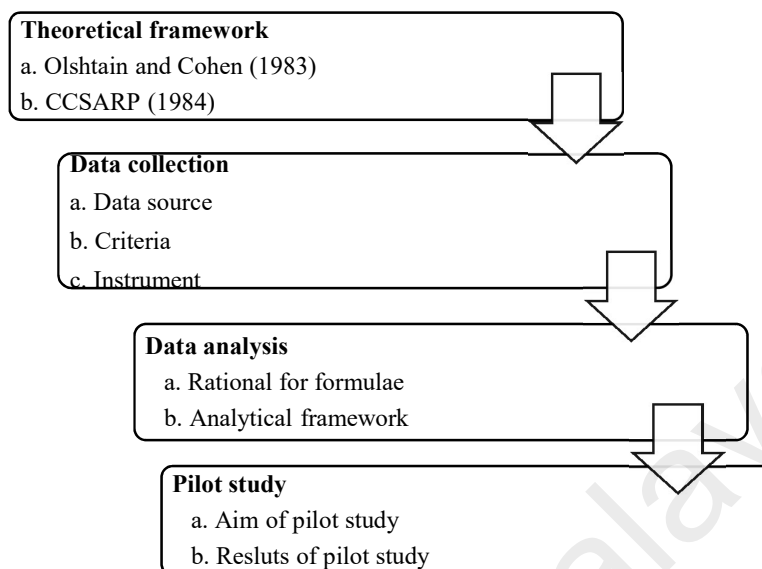 Theoretical framework
a. Olshtain and Cohen (1983)
b. CCSARP (1984)
Data collection
a. Data source
b. Criteria
c. Instrument
Data analysis
a. Rational for formulae
b. Analytical framework
Pilot study
a. Aim of pilot study
b. Resluts of pilot study